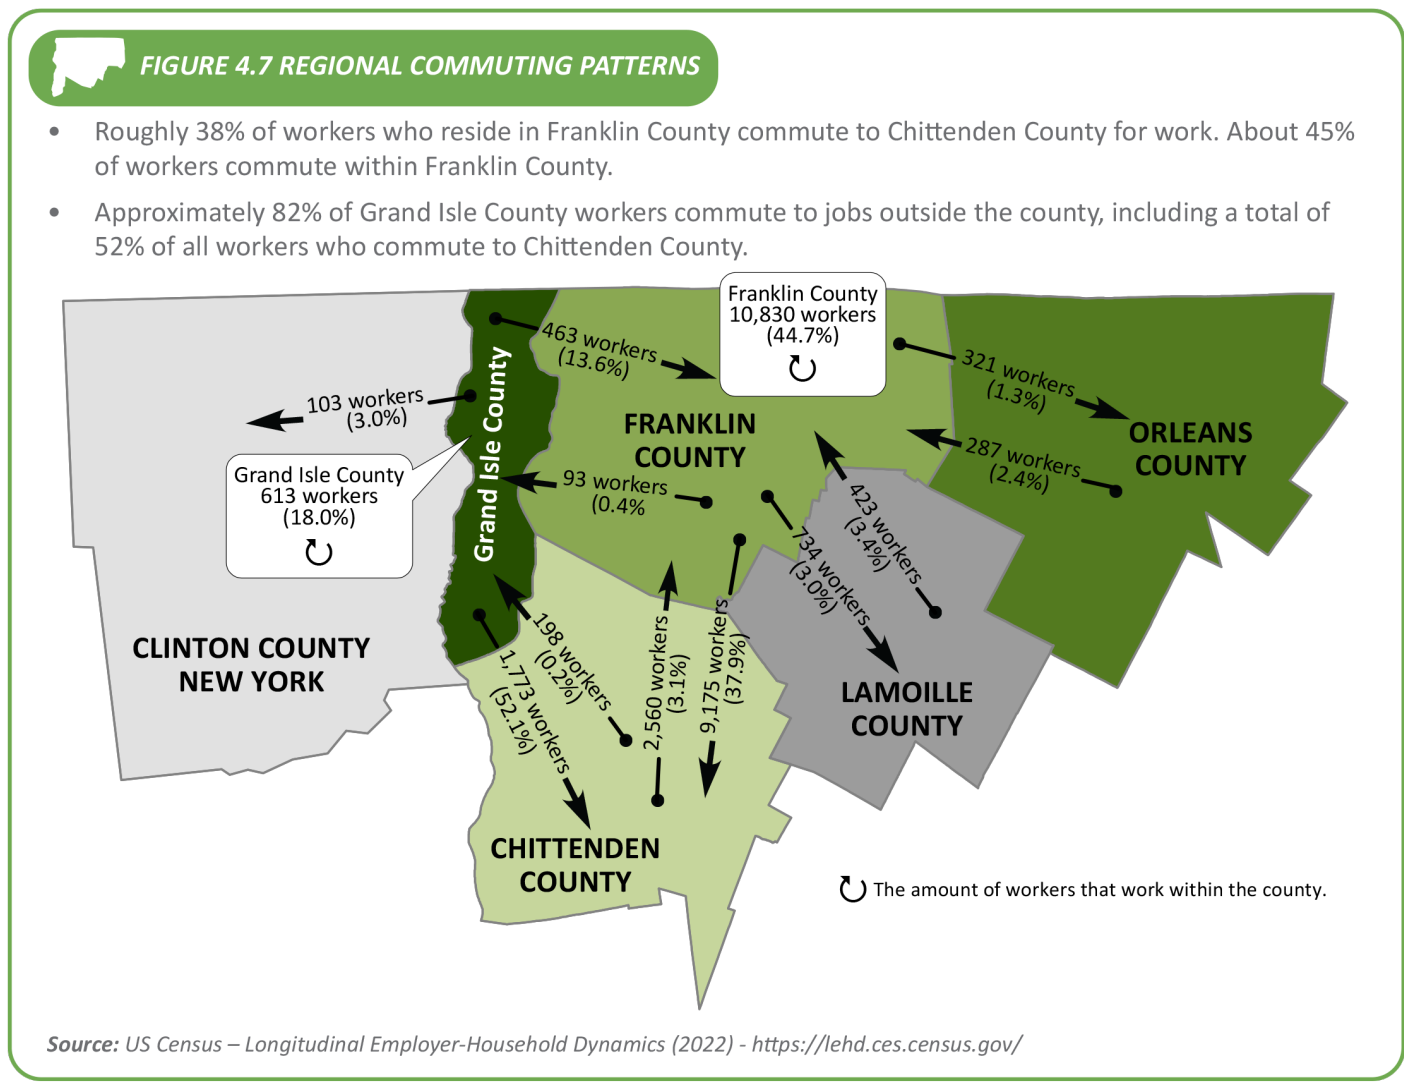 FIGURE 4.7 REGIONAL COMMUTING PATTERNS
• Roughly 38% of workers who reside in Franklin County commute to Chittenden County for work. About 45%
of workers commute within Franklin County.
• Approximately 82% of Grand Isle County workers commute to jobs outside the county, including a total of
52% of all workers who commute to Chittenden County.
Franklin County
10,830 workers
(44.7%)
463 workers
(13.6%)
321 workers
(1.3%)
103 workers
(3.0%)
Grand Isle County
FRANKLIN
COUNTY
ORLEANS
COUNTY
287 workers
(2.4%)
Grand Isle County
613 workers
(18.0%)
93 workers
(0.4%
423 workers
(3.4%)
734 workers
(3.0%)
CLINTON COUNTY
NEW YORK
198 workers
(0.2%)
1,773 workers
(52.1%)
2,560 workers
(3.1%)
9,175 workers
(37.9%)
LAMOILLE
COUNTY
CHITTENDEN
COUNTY
The amount of workers that work within the county.
Source: US Census – Longitudinal Employer-Household Dynamics (2022) - https://lehd.ces.census.gov/